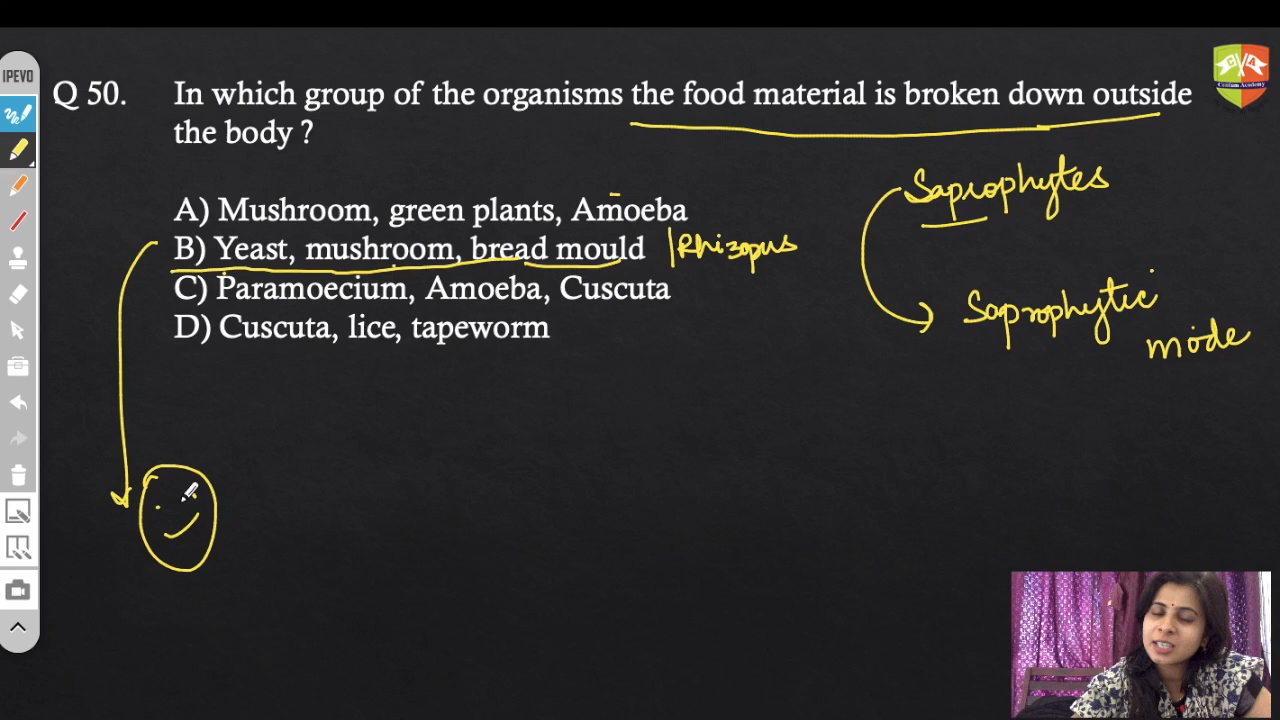 IPEVO
Q 50. In which group of the organisms the food material is broken down outside
the body ?
Saprophytes
A) Mushroom, green plants, Amoeba
B) Yeast, mushroom, bread mould | Rhizopus
C) Paramoecium, Amoeba, Cuscuta
Saprophytic
mode
D) Cuscuta, lice, tapeworm